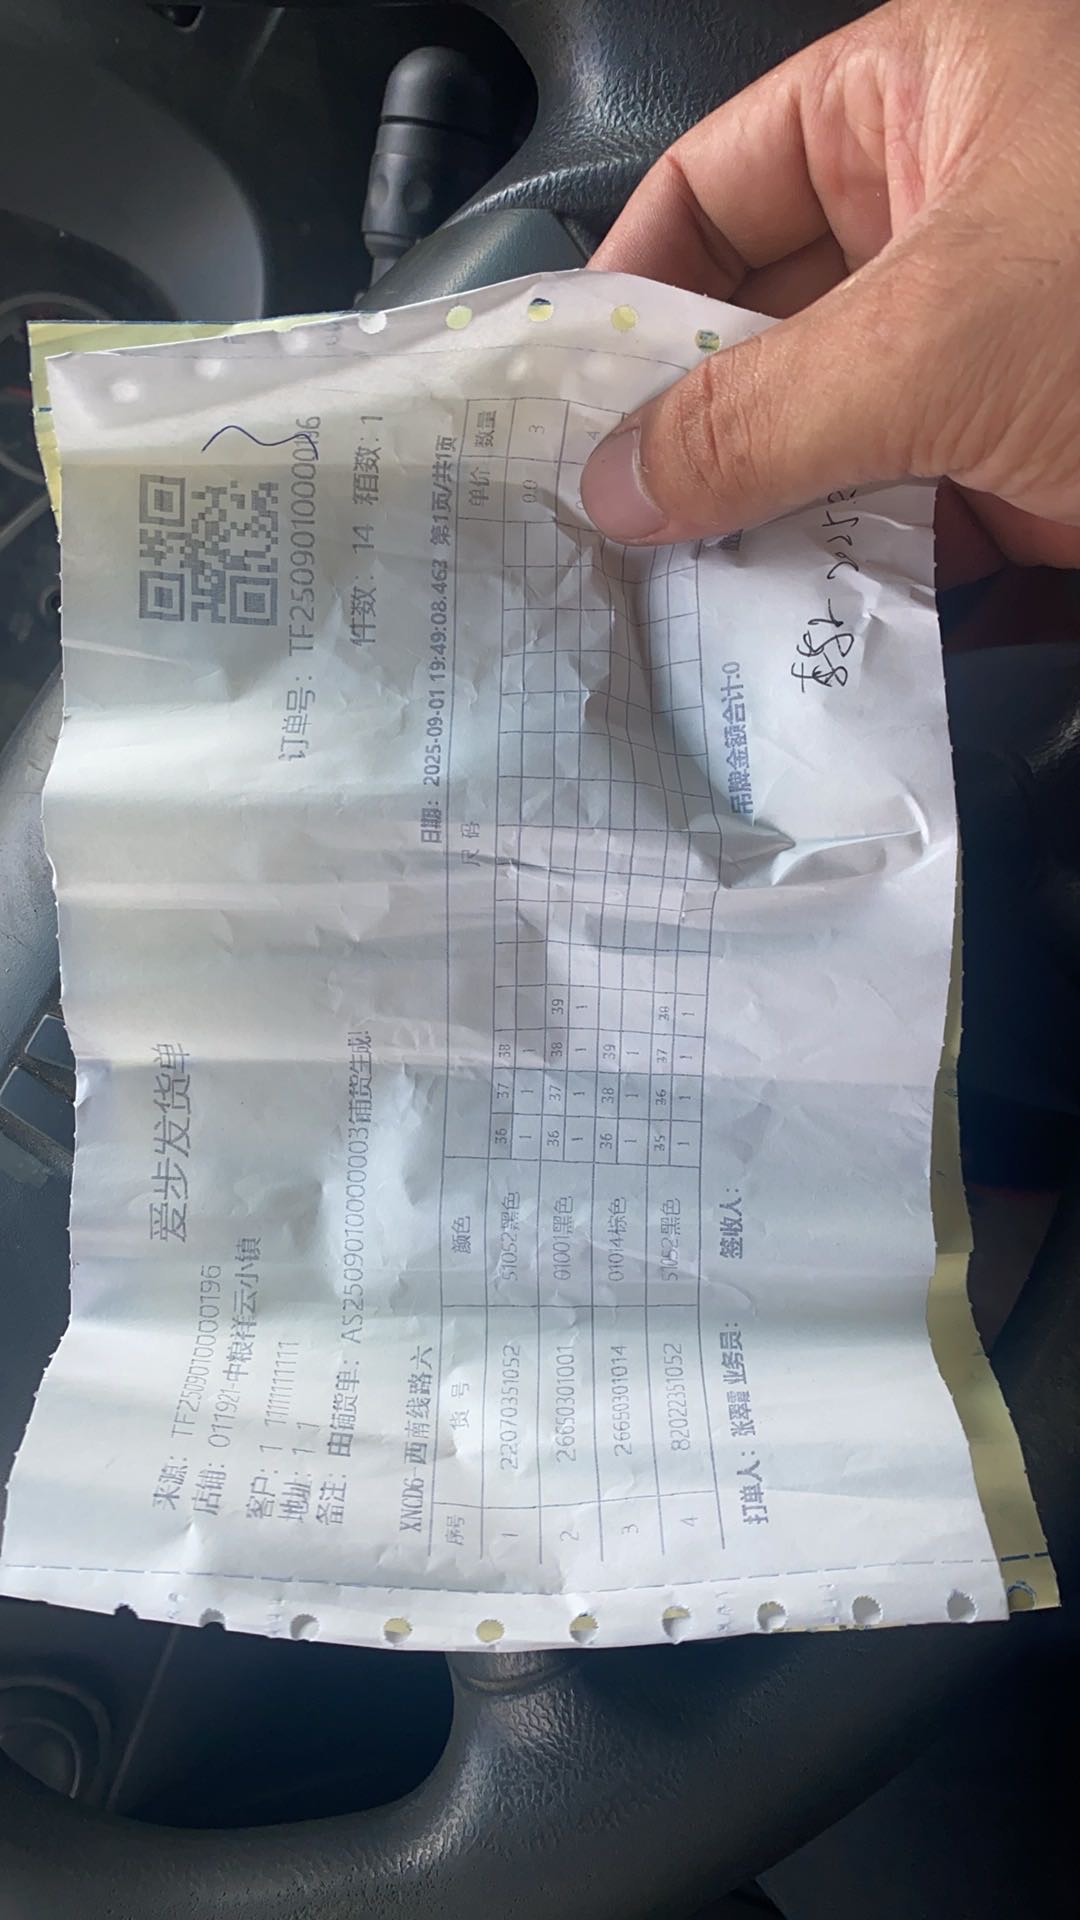 爱步发货单
来源： TF2509010000196
店铺： 011921-中粮祥云小镇
订单号： TF2509010000196
客户： 1 11111111111
地址： 1 1
件数： 14 箱数： 1
备注： 由铺货单： AS2509010000003铺货生成!
XNCD6-西南线路六 日期： 2025-09-01 19:49:08.463 第1页/共1页
序号 货 号 颜色 尺 码 单价 数量
1 22070351052 51052黑色 36 37 38 0.0 3
1 1 1
2 26650301001 01001黑色 36 37 38 39 4
1 1 1 1
3 26650301014 01014棕色 36 38 39
1 1 1
4 82022351052 51052黑色 35 36 37 38
1 1 1 1
打单人： 张翠霞 业务员： 签收人： 吊牌金额合计:0